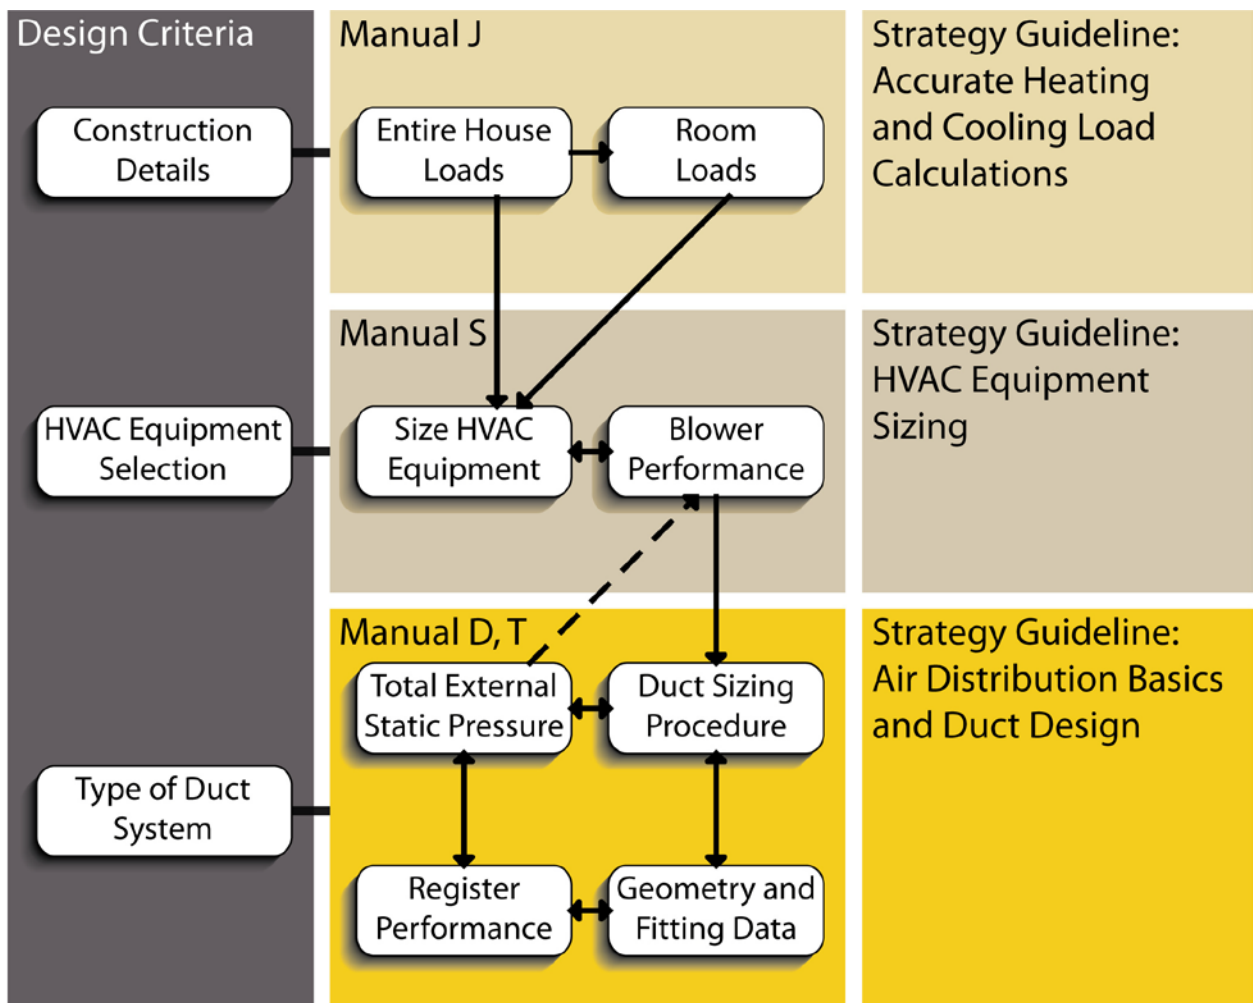 Design Criteria
Construction
Details
HVAC Equipment
Selection
Type of Duct
System
Manual J
Entire House
Loads
Room
Loads
Manual S
Size HVAC
Equipment
Blower
Performance
Manual D, T
Total External
Static Pressure
Duct Sizing
Procedure
Register
Performance
Geometry and
Fitting Data
Strategy Guideline:
Accurate Heating
and Cooling Load
Calculations
Strategy Guideline:
HVAC Equipment
Sizing
Strategy Guideline:
Air Distribution Basics
and Duct Design